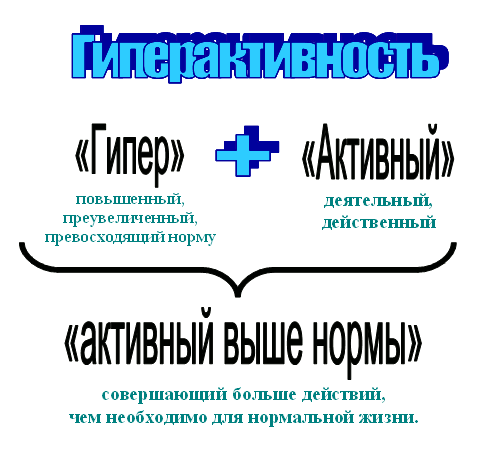 Гиперактивность
«Гипер» + «Активный»
повышенный,
преувеличенный,
превосходящий норму
деятельный,
действенный
«активный выше нормы»
совершающий больше действий,
чем необходимо для нормальной жизни.